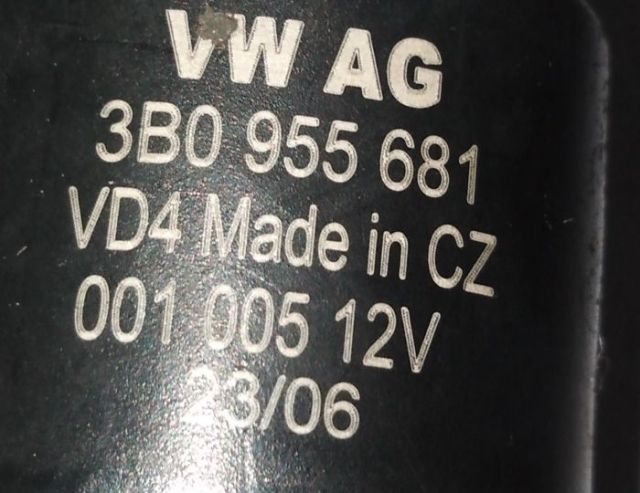 VW AG
3B0 955 681
VD4 Made in CZ
001 005 12V
23/06